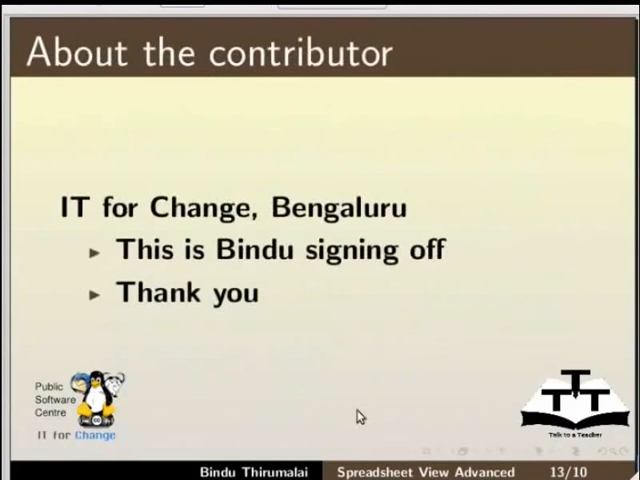 About the contributor
IT for Change, Bengaluru
This is Bindu signing off
Thank you
Public
Software
Centre
IT for Change
TTT
Talk to a Teacher
Bindu Thirumalai
Spreadsheet View Advanced
13/10